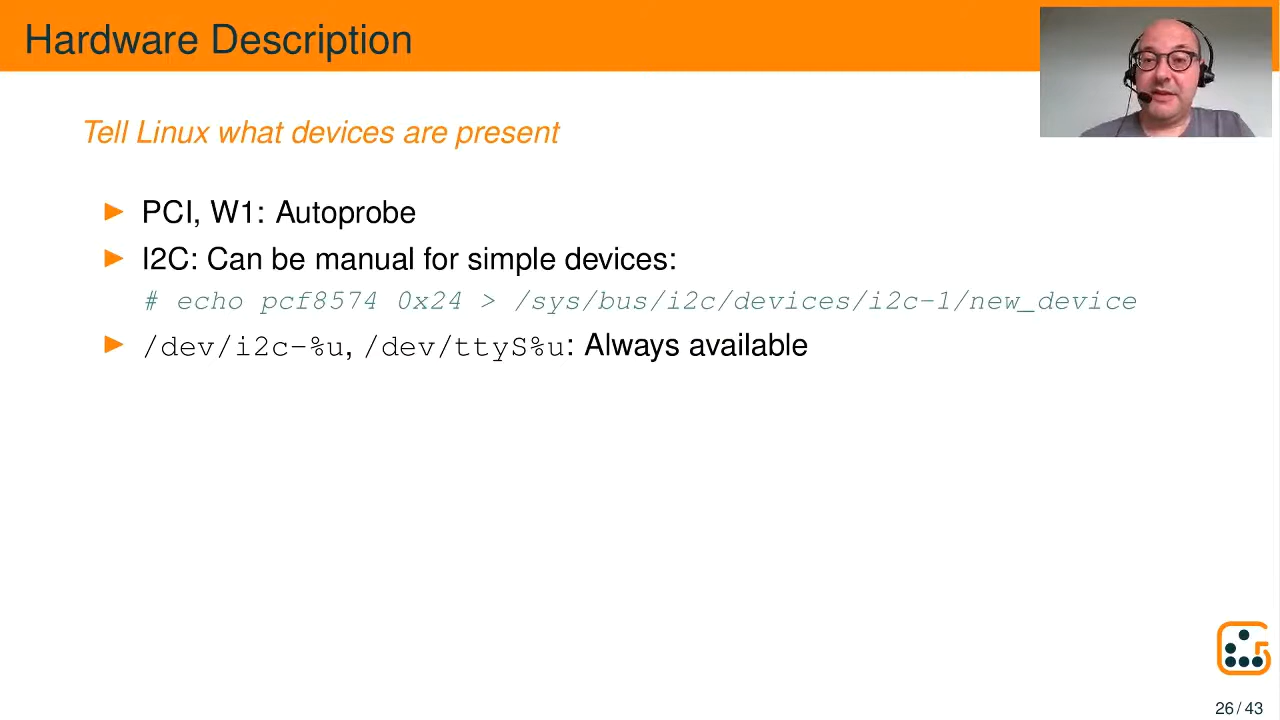 Hardware Description
Tell Linux what devices are present
PCI, W1: Autoprobe
I2C: Can be manual for simple devices:
# echo pcf8574 0x24 > /sys/bus/i2c/devices/i2c-1/new_device
/dev/i2c-%u, /dev/ttyS%u: Always available
26 / 43